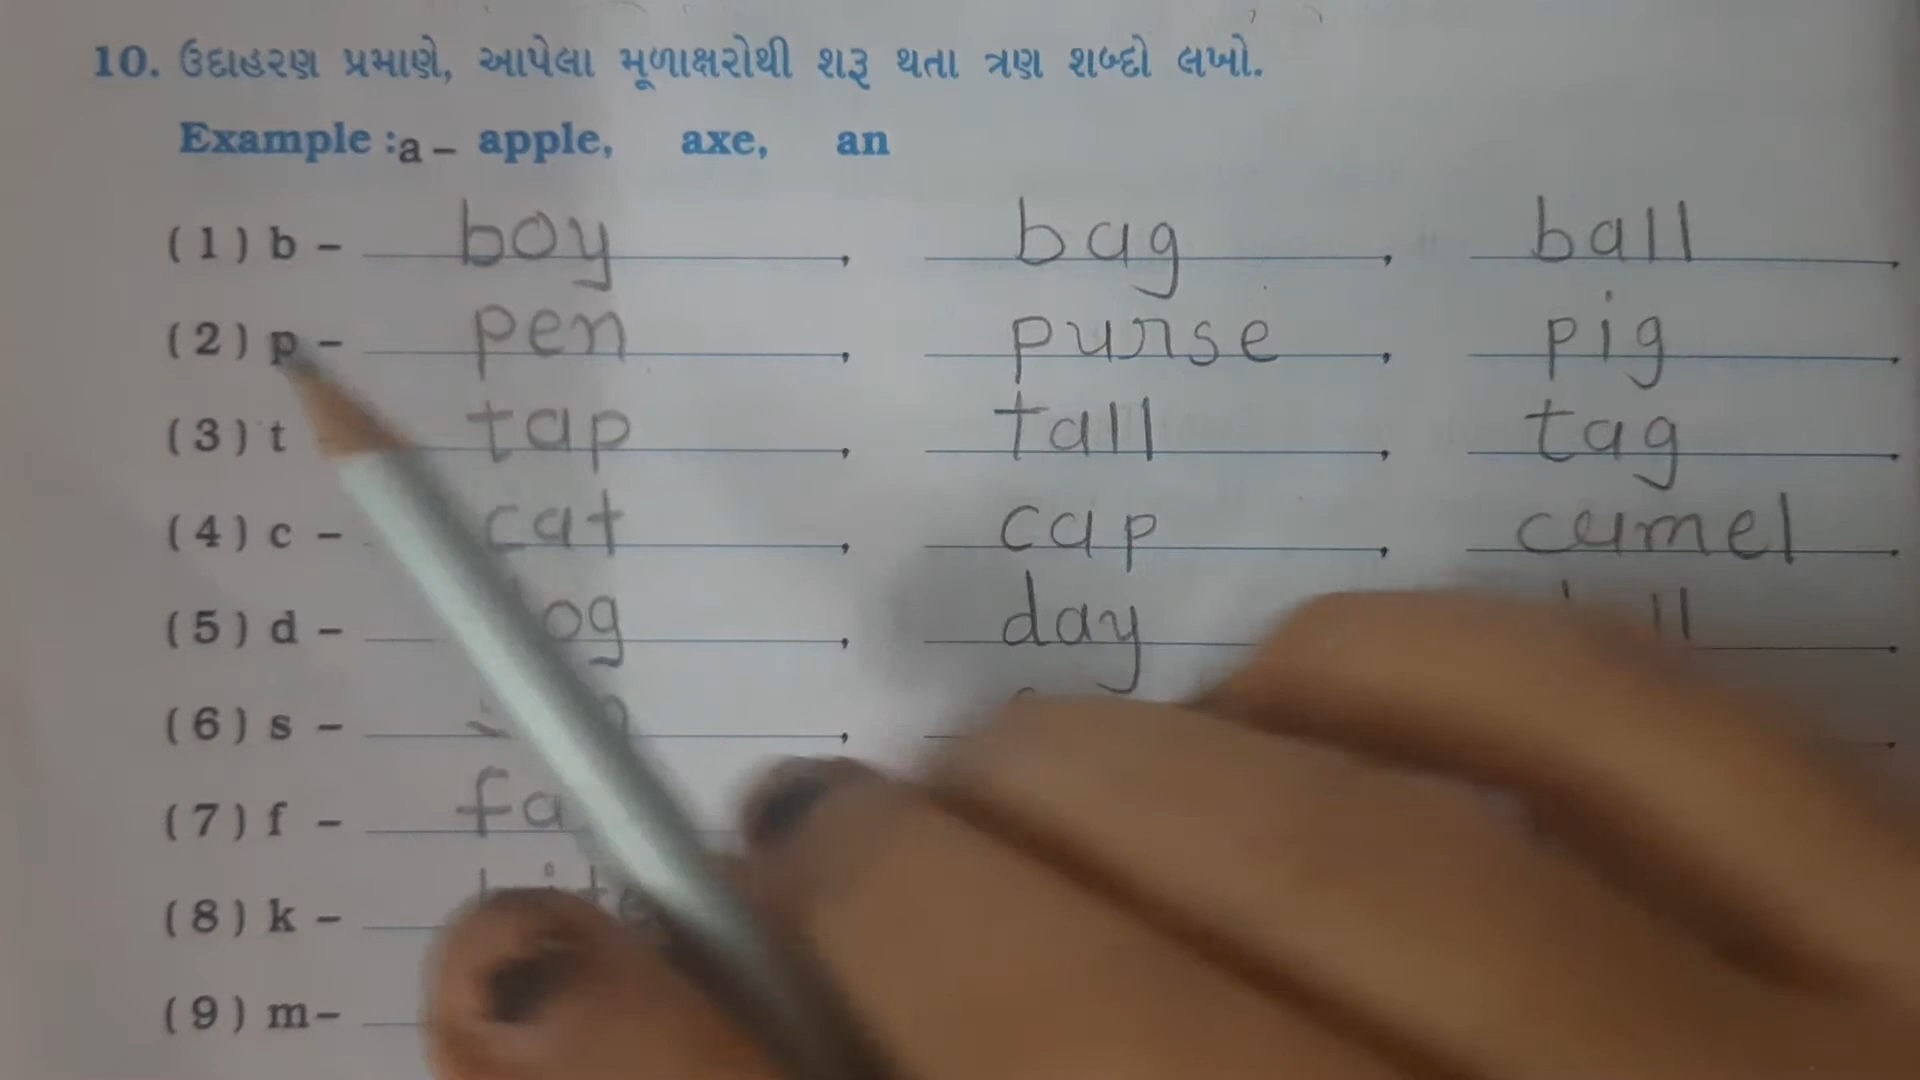 10. ઉદાહરણ પ્રમાણે, આપેલા મૂળાક્ષરોથી શરૂ થતા ત્રણ શબ્દો લખો.
Example :a – apple, axe, an
(1) b – boy, bag, ball.
(2) p – pen, purse, pig.
(3) t tap, tall, tag.
(4) c – cat, cap, camel.
(5) d – , day
(6) s – ,
(7) f –
(8) k –
(9) m–